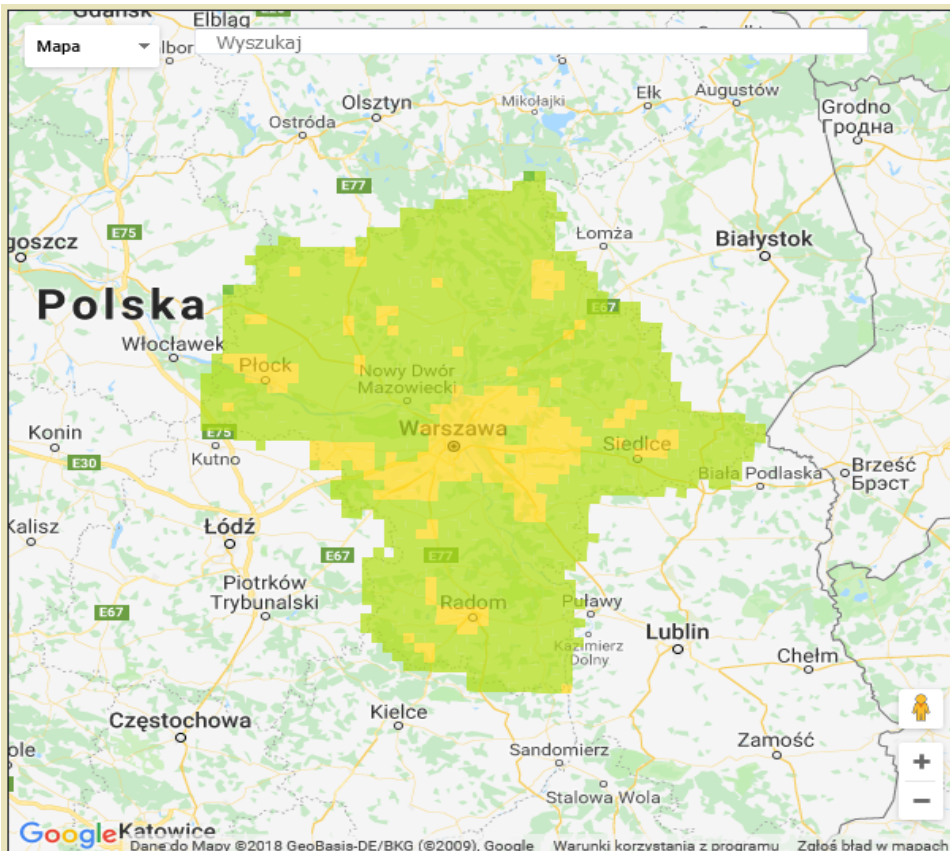 Gdańsk
Elbląg
Mapa
Wyszukaj
Olsztyn
Mikołajki
Ełk
Augustów
Ostróda
Grodno
Гродна
E77
E75
goszcz
Łomża
Białystok
Polska
E67
Włocławek
Płock
Nowy Dwór
Mazowiecki
Konin
E75
Warszawa
Siedlce
Kutno
E30
Biała Podlaska
Brześć
Брэст
Kalisz
Łódź
E67
E77
Piotrków
Trybunalski
E67
Radom
Puławy
Lublin
Kazimierz
Dolny
Chełm
Częstochowa
Kielce
ole
Sandomierz
Zamość
Stalowa Wola
Google
Katowice
Dane do Mapy ©2018 GeoBasis-DE/BKG (©2009), Google
Warunki korzystania z programu
Zgłoś błąd w mapach